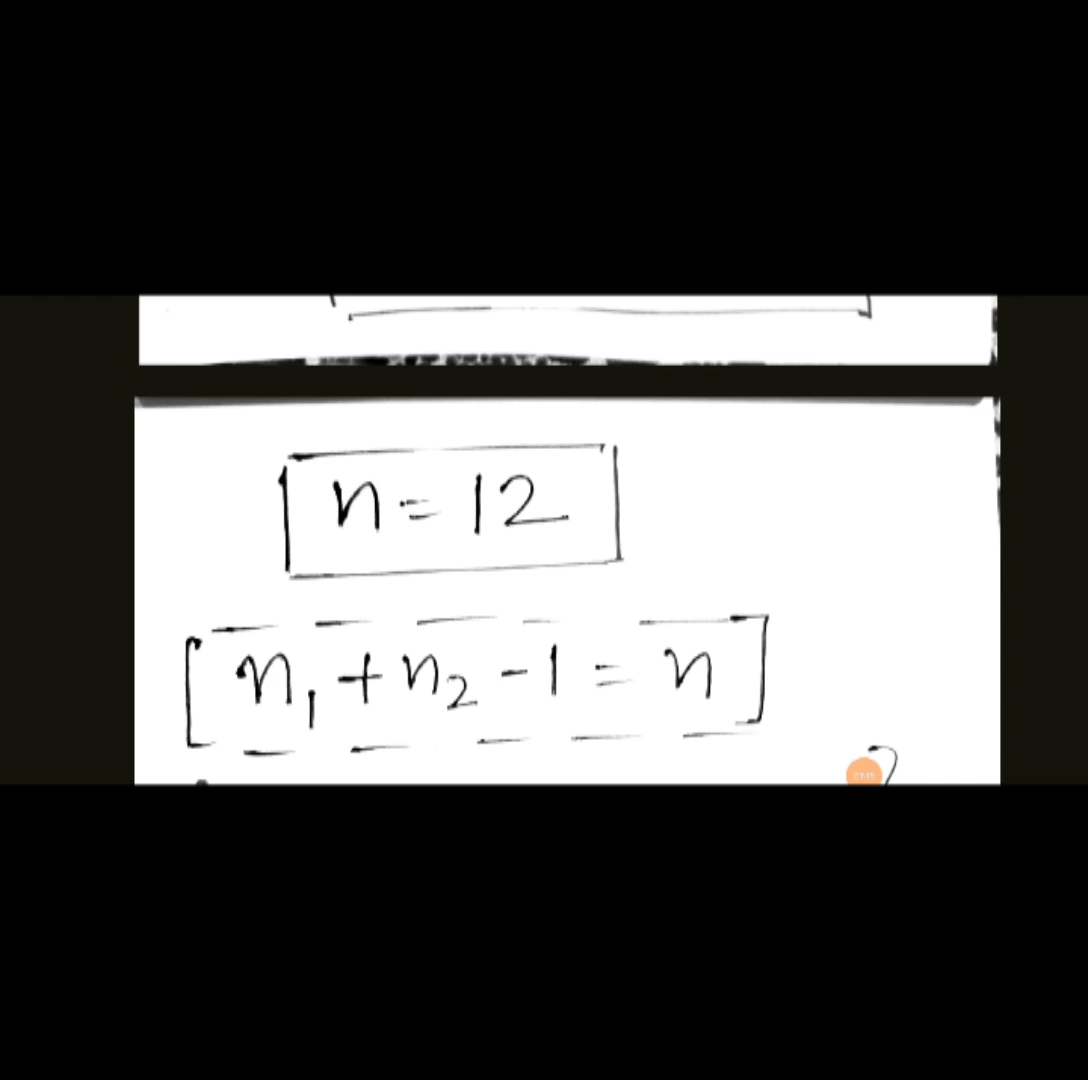 n = 12
n₁ + n₂ - 1 = n